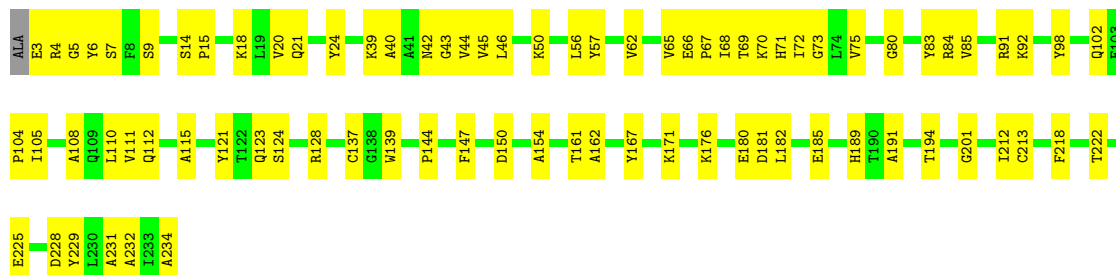 ALA E3 R4 G5 Y6 S7 F8 S9 S14 P15 K18 L19 V20 Q21 Y24 K39 A40 A41 N42 G43 V44 V45 L46 K50 L56 Y57 V62 V65 E66 P67 I68 T69 K70 H71 I72 G73 L74 V75 G80 Y83 R84 V85 R91 K92 Y98 Q102 E103
P104 I105 A108 Q109 L110 V111 Q112 A115 Y121 T122 Q123 S124 R128 C137 G138 W139 P144 F147 D150 A154 T161 A162 Y167 K171 K176 E180 D181 L182 E185 H189 T190 A191 T194 G201 I212 C213 F218 T222
E225 D228 Y229 L230 A231 A232 I233 A234